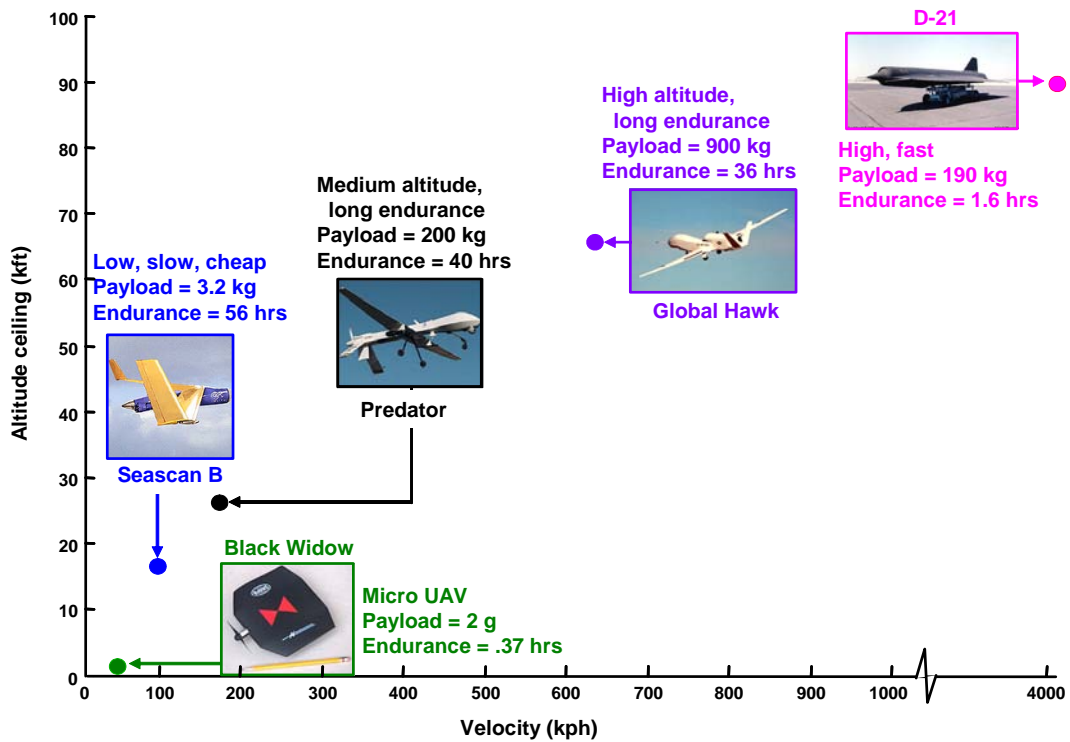 D-21
High, fast
Payload = 190 kg
Endurance = 1.6 hrs
High altitude,
long endurance
Payload = 900 kg
Endurance = 36 hrs
Global Hawk
Medium altitude,
long endurance
Payload = 200 kg
Endurance = 40 hrs
Predator
Low, slow, cheap
Payload = 3.2 kg
Endurance = 56 hrs
Seascan B
Black Widow
Micro UAV
Payload = 2 g
Endurance = .37 hrs
Altitude ceiling (kft)
100
90
80
70
60
50
40
30
20
10
0
0 100 200 300 400 500 600 700 800 900 1000 4000
Velocity (kph)